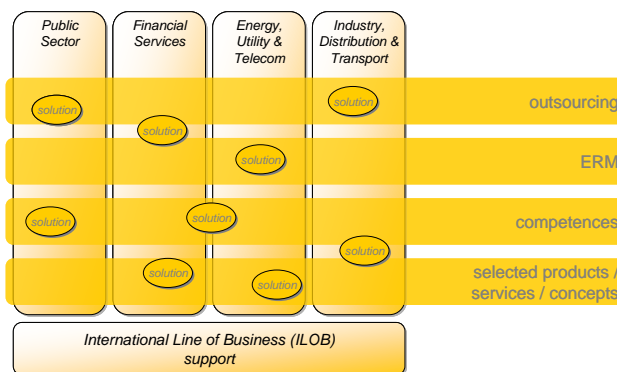 Public
Sector
Financial
Services
Energy,
Utility &
Telecom
Industry,
Distribution &
Transport
solution
solution
outsourcing
solution
solution
ERM
solution
solution
competences
solution
solution
solution
selected products /
services / concepts
International Line of Business (ILOB)
support